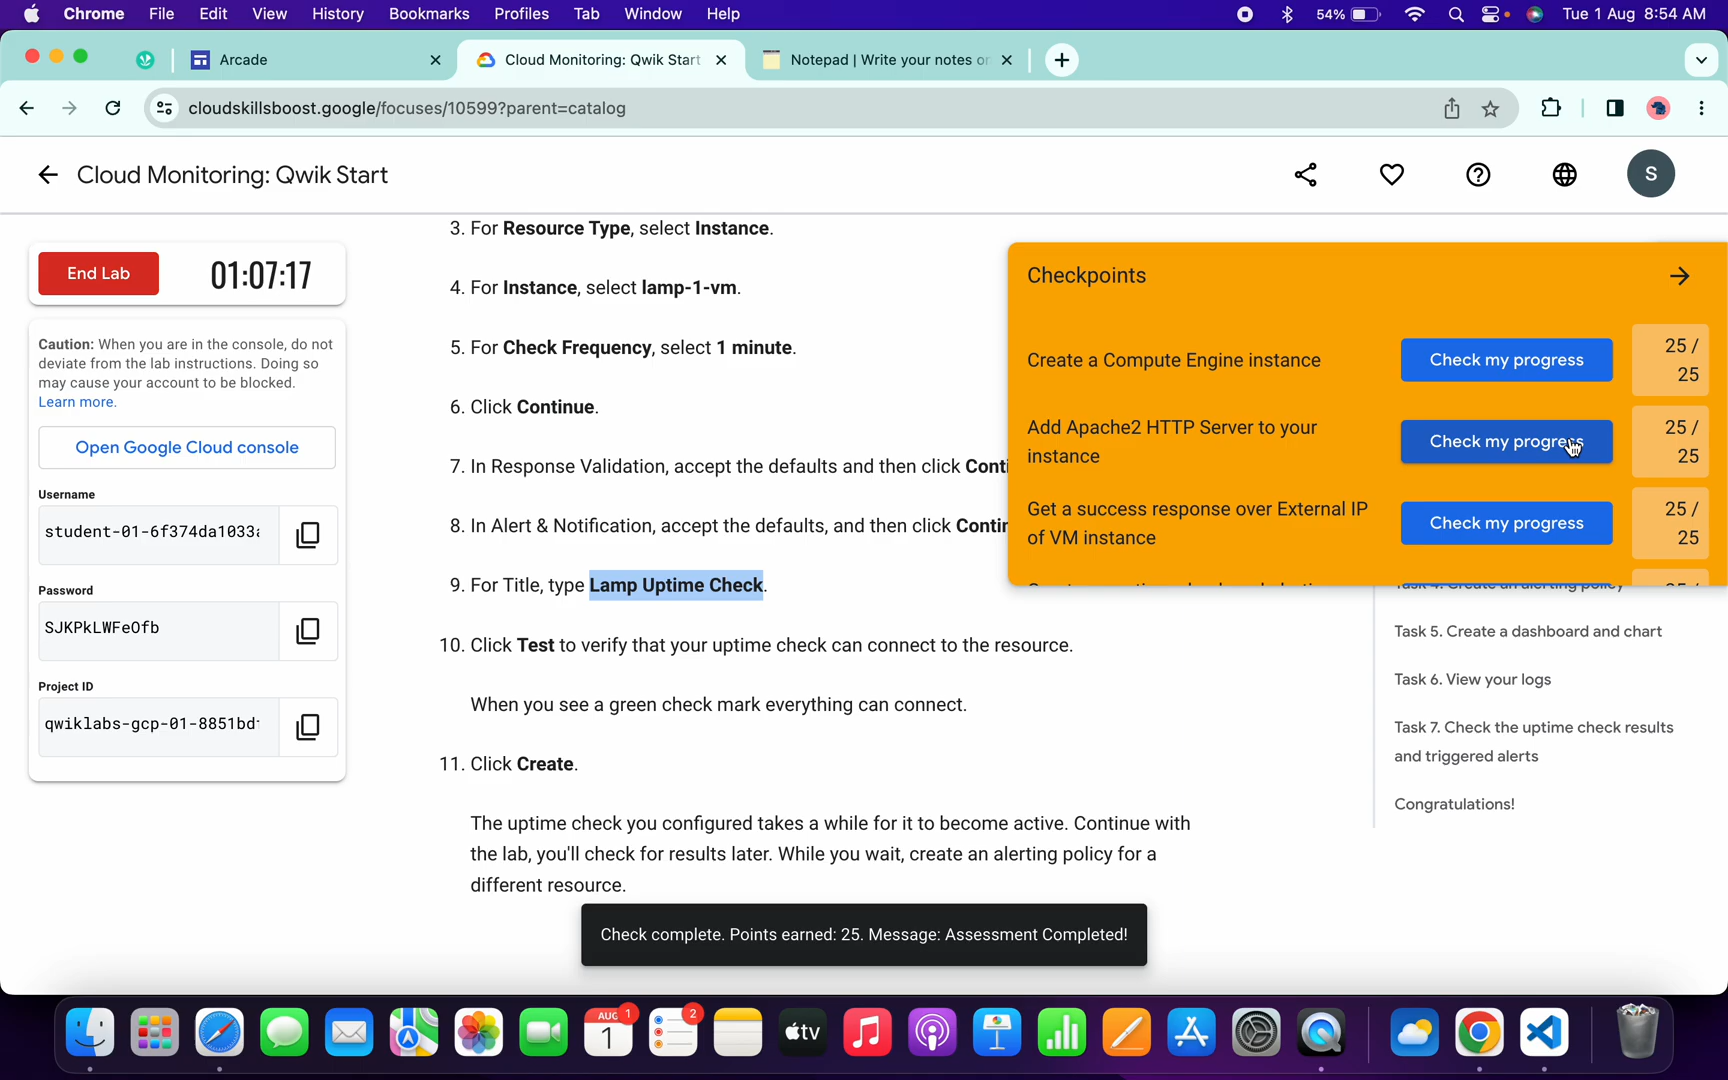 Chrome File Edit View History Bookmarks Profiles Tab Window Help 54% Tue 1 Aug 8:54 AM
Arcade Cloud Monitoring: Qwik Start Notepad | Write your notes
cloudskillsboost.google/focuses/10599?parent=catalog
Cloud Monitoring: Qwik Start
S
End Lab 01:07:17
Caution: When you are in the console, do not
deviate from the lab instructions. Doing so
may cause your account to be blocked.
Learn more.
Open Google Cloud console
Username
student-01-6f374da1033
Password
SJKPkLWFeOfb
Project ID
qwiklabs-gcp-01-8851bd
3. For Resource Type, select Instance.
4. For Instance, select lamp-1-vm.
5. For Check Frequency, select 1 minute.
6. Click Continue.
7. In Response Validation, accept the defaults and then click Conti
8. In Alert & Notification, accept the defaults, and then click Contin
9. For Title, type Lamp Uptime Check.
10. Click Test to verify that your uptime check can connect to the resource.
When you see a green check mark everything can connect.
11. Click Create.
The uptime check you configured takes a while for it to become active. Continue with
the lab, you'll check for results later. While you wait, create an alerting policy for a
different resource.
Check complete. Points earned: 25. Message: Assessment Completed!
Checkpoints
Create a Compute Engine instance
Check my progress
25 /
25
Add Apache2 HTTP Server to your
instance
Check my progress
25 /
25
Get a success response over External IP
of VM instance
Check my progress
25 /
25
Task 4. Create an alerting policy
Task 5. Create a dashboard and chart
Task 6. View your logs
Task 7. Check the uptime check results
and triggered alerts
Congratulations!
AUG 1
1
2
tv